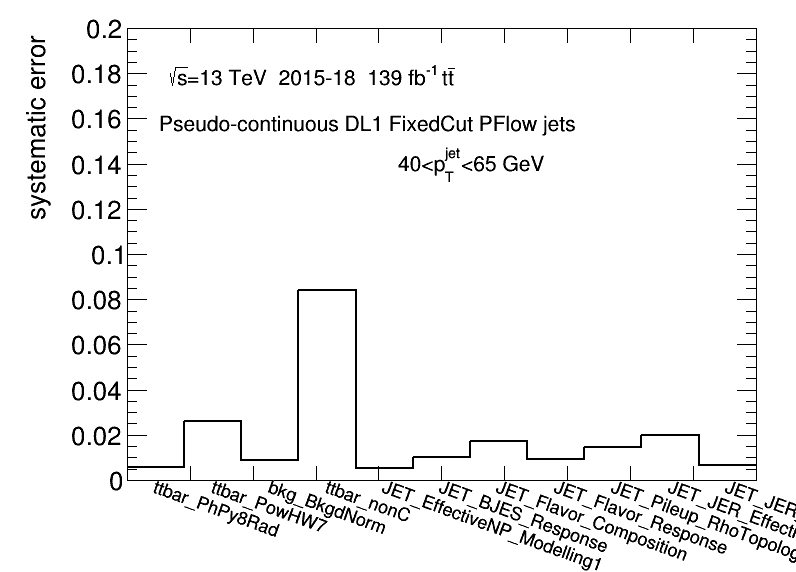 0.2
0.18
0.16
0.14
0.12
0.1
0.08
0.06
0.04
0.02
0
systematic error
√s=13 TeV 2015-18 139 fb⁻¹ tt̄
Pseudo-continuous DL1 FixedCut PFlow jets
40<p_T^jet<65 GeV
ttbar_PhPy8Rad
ttbar_PowHW7
bkg_BkgdNorm
ttbar_nonC
JET_EffectiveNP_Modelling1
JET_BJES_Response
JET_Flavor_Composition
JET_Flavor_Response
JET_Pileup_RhoTopolog
JET_JER_Effecti
JET_JER_